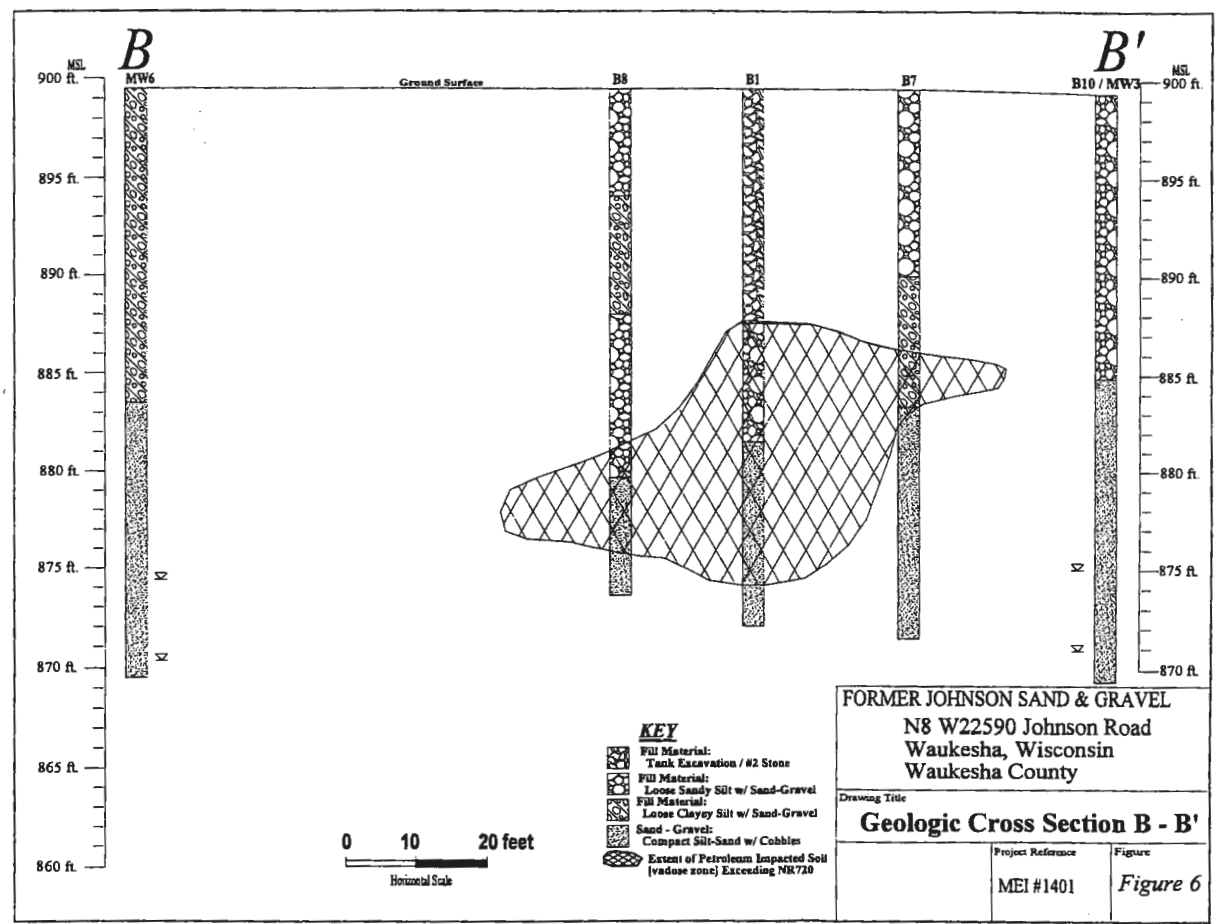 B
B'
MSL
MSL
900 ft.
MW6
Ground Surface
B8
B1
B7
B10 / MW3
900 ft.
895 ft.
895 ft.
890 ft.
890 ft.
885 ft.
885 ft.
880 ft.
880 ft.
875 ft.
875 ft.
870 ft.
870 ft.
865 ft.
860 ft.
0 10 20 feet
Horizontal Scale
KEY
Fill Material:
Tank Excavation / #2 Stone
Fill Material:
Loose Sandy Silt w/ Sand-Gravel
Fill Material:
Loose Clayey Silt w/ Sand-Gravel
Sand - Gravel:
Compact Silt-Sand w/ Cobbles
Extent of Petroleum Impacted Soil
[vadose zone] Exceeding NR720
FORMER JOHNSON SAND & GRAVEL
N8 W22590 Johnson Road
Waukesha, Wisconsin
Waukesha County
Drawing Title
Geologic Cross Section B - B'
Project Reference
MEI #1401
Figure
Figure 6